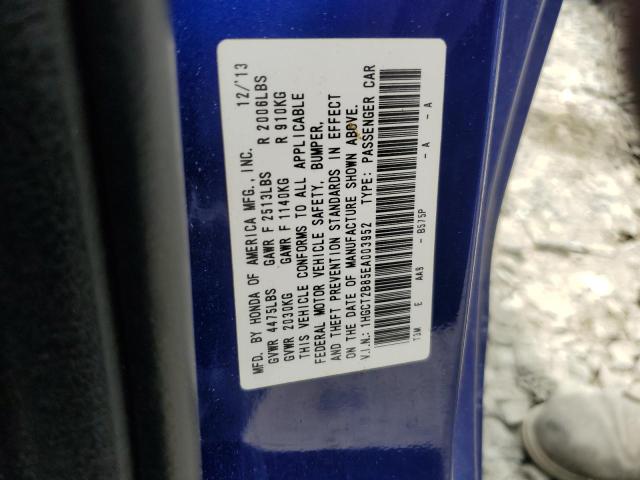 MFD. BY HONDA OF AMERICA MFG., INC. 12/'13
GVWR 4475LBS GAWR F 2513LBS R 2006LBS
GVWR 2030KG GAWR F 1140KG R 910KG
THIS VEHICLE CONFORMS TO ALL APPLICABLE
FEDERAL MOTOR VEHICLE SAFETY, BUMPER,
AND THEFT PREVENTION STANDARDS IN EFFECT
ON THE DATE OF MANUFACTURE SHOWN ABOVE.
V.I.N.: 1HGCT2B85EA003952 TYPE: PASSENGER CAR
T3M E AA9 - B575P - A - A